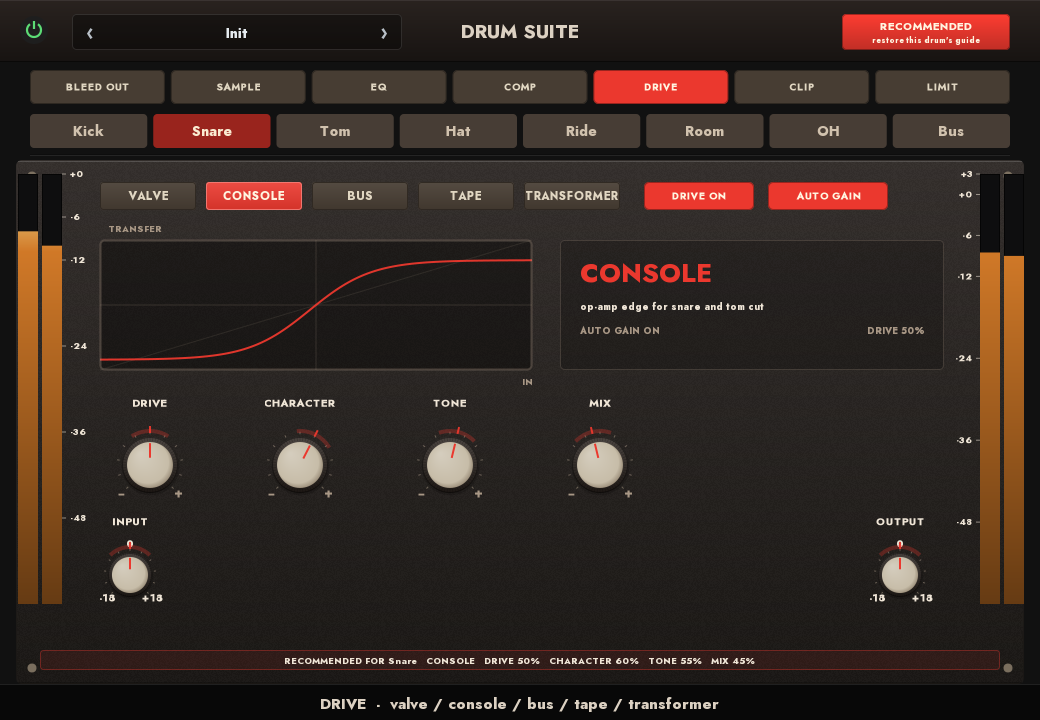 ‹ Init ›
DRUM SUITE
RECOMMENDED
restore this drum's guide
BLEED OUT SAMPLE EQ COMP DRIVE CLIP LIMIT
Kick Snare Tom Hat Ride Room OH Bus
VALVE CONSOLE BUS TAPE TRANSFORMER DRIVE ON AUTO GAIN
+0
-6
-12
-24
-36
-48
TRANSFER
IN
CONSOLE
op-amp edge for snare and tom cut
AUTO GAIN ON DRIVE 50%
+3
+0
-6
-12
-24
-36
-48
DRIVE CHARACTER TONE MIX
- + - + - + - +
INPUT OUTPUT
0 0
-18 +18 -18 +18
RECOMMENDED FOR Snare CONSOLE DRIVE 50% CHARACTER 60% TONE 55% MIX 45%
DRIVE - valve / console / bus / tape / transformer